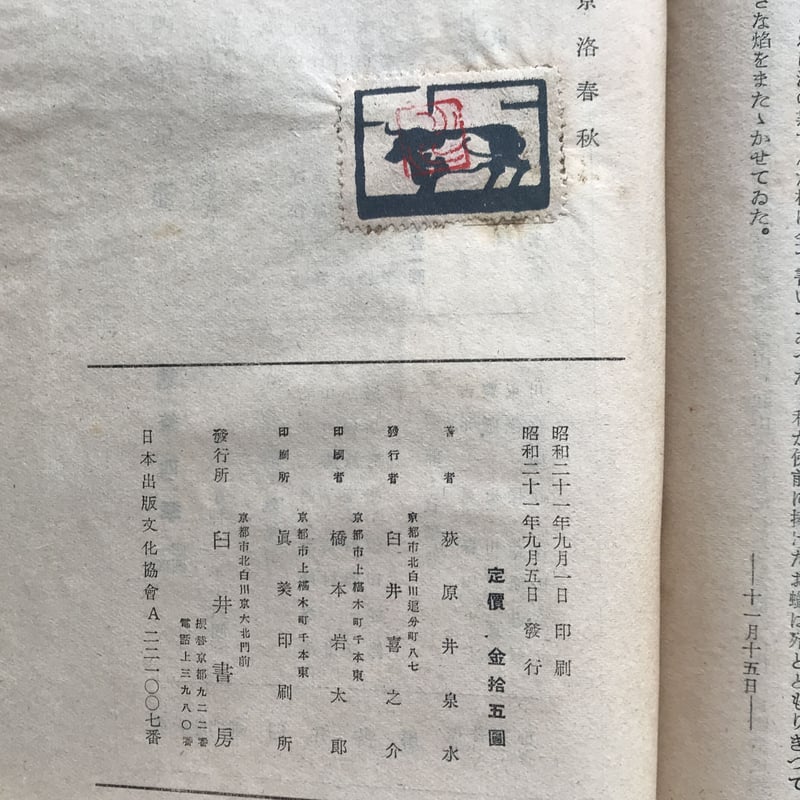 さな焰をまたゝかせてゐた。
──十一月十五日──
京洛春秋
昭和二十一年九月一日 印刷
昭和二十一年九月五日 發行
定價 金拾五圓
著者 荻原井泉水
京都市北白川追分町八七
發行者 臼井喜之介
京都市上樵木町千本東
印刷者 橋本岩太郎
京都市上樵木町千本東
印刷所 眞美印刷所
京都市北白川京大北門前
發行所 臼井書房
振替京都九二二番
電話上三九八〇番
日本出版文化協會A二二一〇〇七番